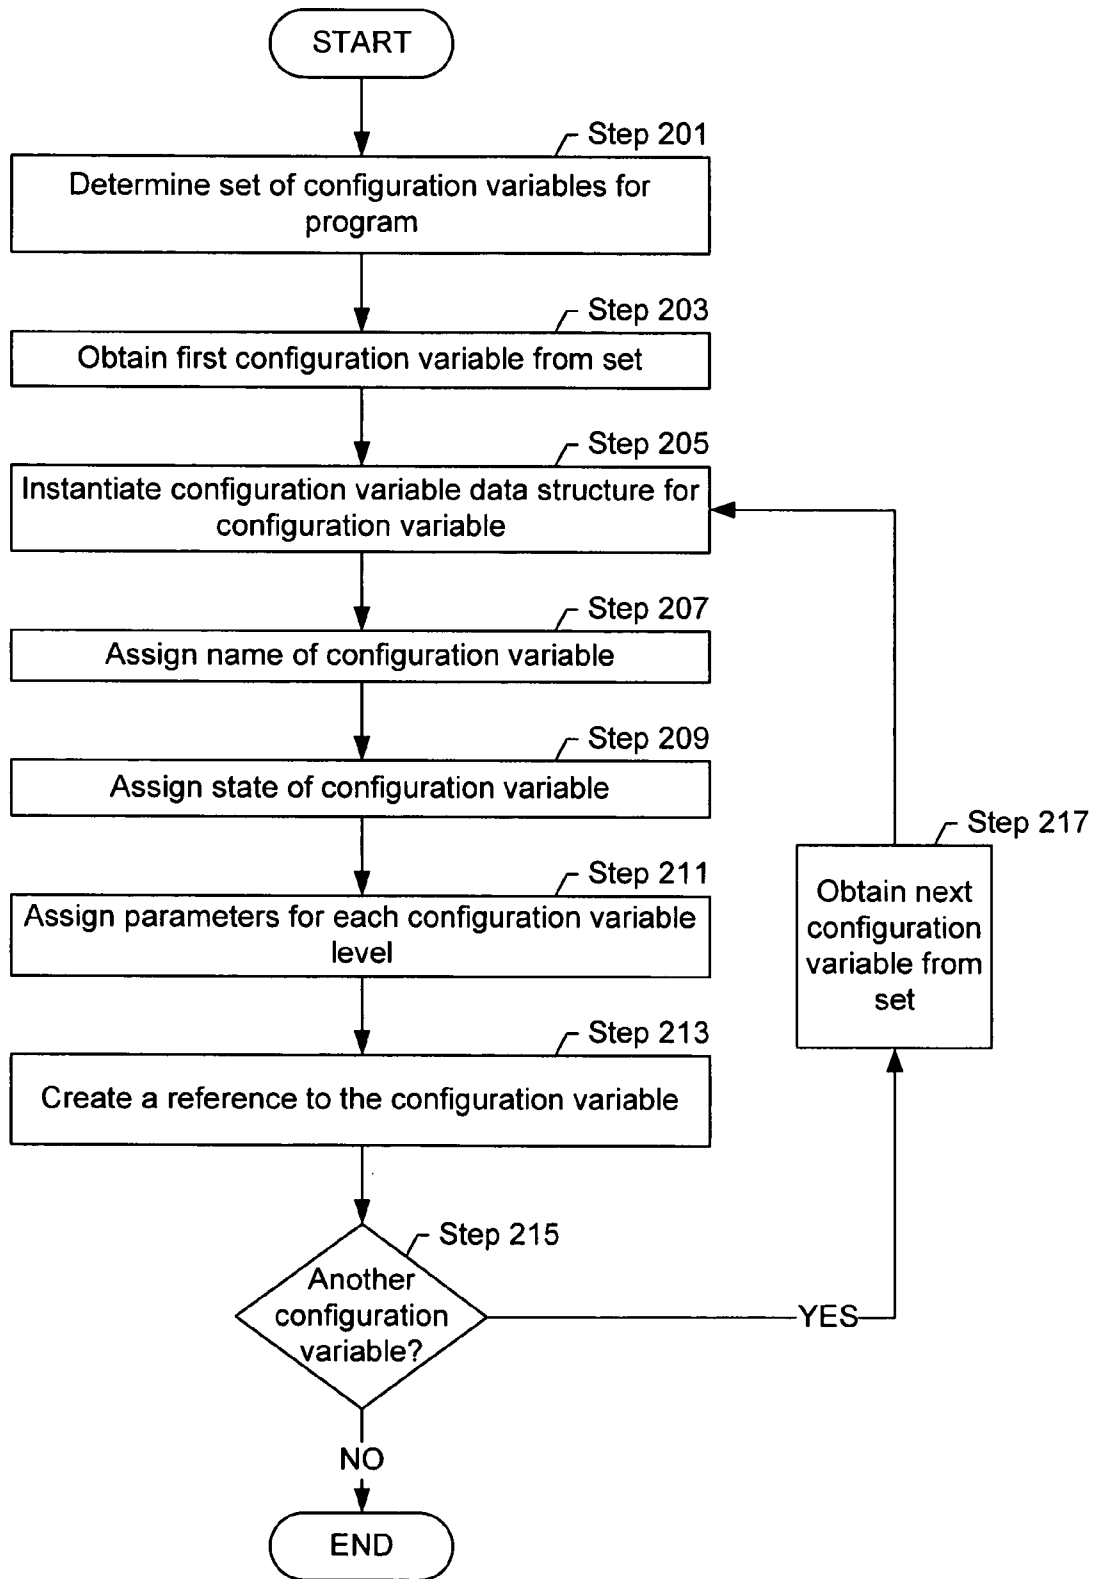 START
Step 201
Determine set of configuration variables for
program
Step 203
Obtain first configuration variable from set
Step 205
Instantiate configuration variable data structure for
configuration variable
Step 207
Assign name of configuration variable
Step 209
Assign state of configuration variable
Step 211
Assign parameters for each configuration variable
level
Step 213
Create a reference to the configuration variable
Step 215
Another
configuration
variable?
YES
Step 217
Obtain next
configuration
variable from
set
NO
END